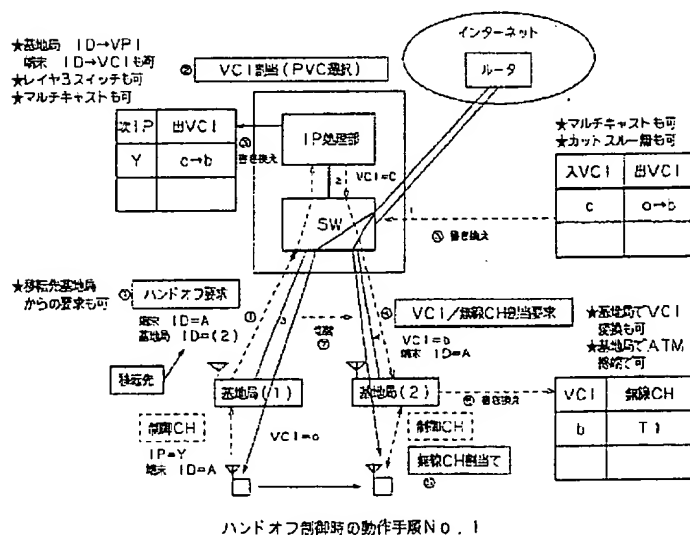 ★基地局 ID→VPI
端末 ID→VCIも可
★レイヤ3スイッチも可
★マルチキャストも可
② VCI割当(PVC選択)
インターネット
ルータ
次IP 出VCI
Y c→b
③
書き換え
IP処理部
VCI=C
SW
★マルチキャストも可
★カットスルー無も可
入VCI 出VCI
c a→b
③ 書き換え
★移転先基地局
からの要求も可
① ハンドオフ要求
端末 ID=A
基地局 ID=(2)
移転先
①
④ VCI/無線CH割当要求
VCI=b
端末 ID=A
⑦
★基地局でVCI
変換も可
★基地局でATM
終端で可
基地局(1)
基地局(2)
書き換え
VCI 無線CH
b T1
制御CH
IP=Y
端末 ID=A
VCI=a
制御CH
無線CH割当て
ハンドオフ制御時の動作手順No.1